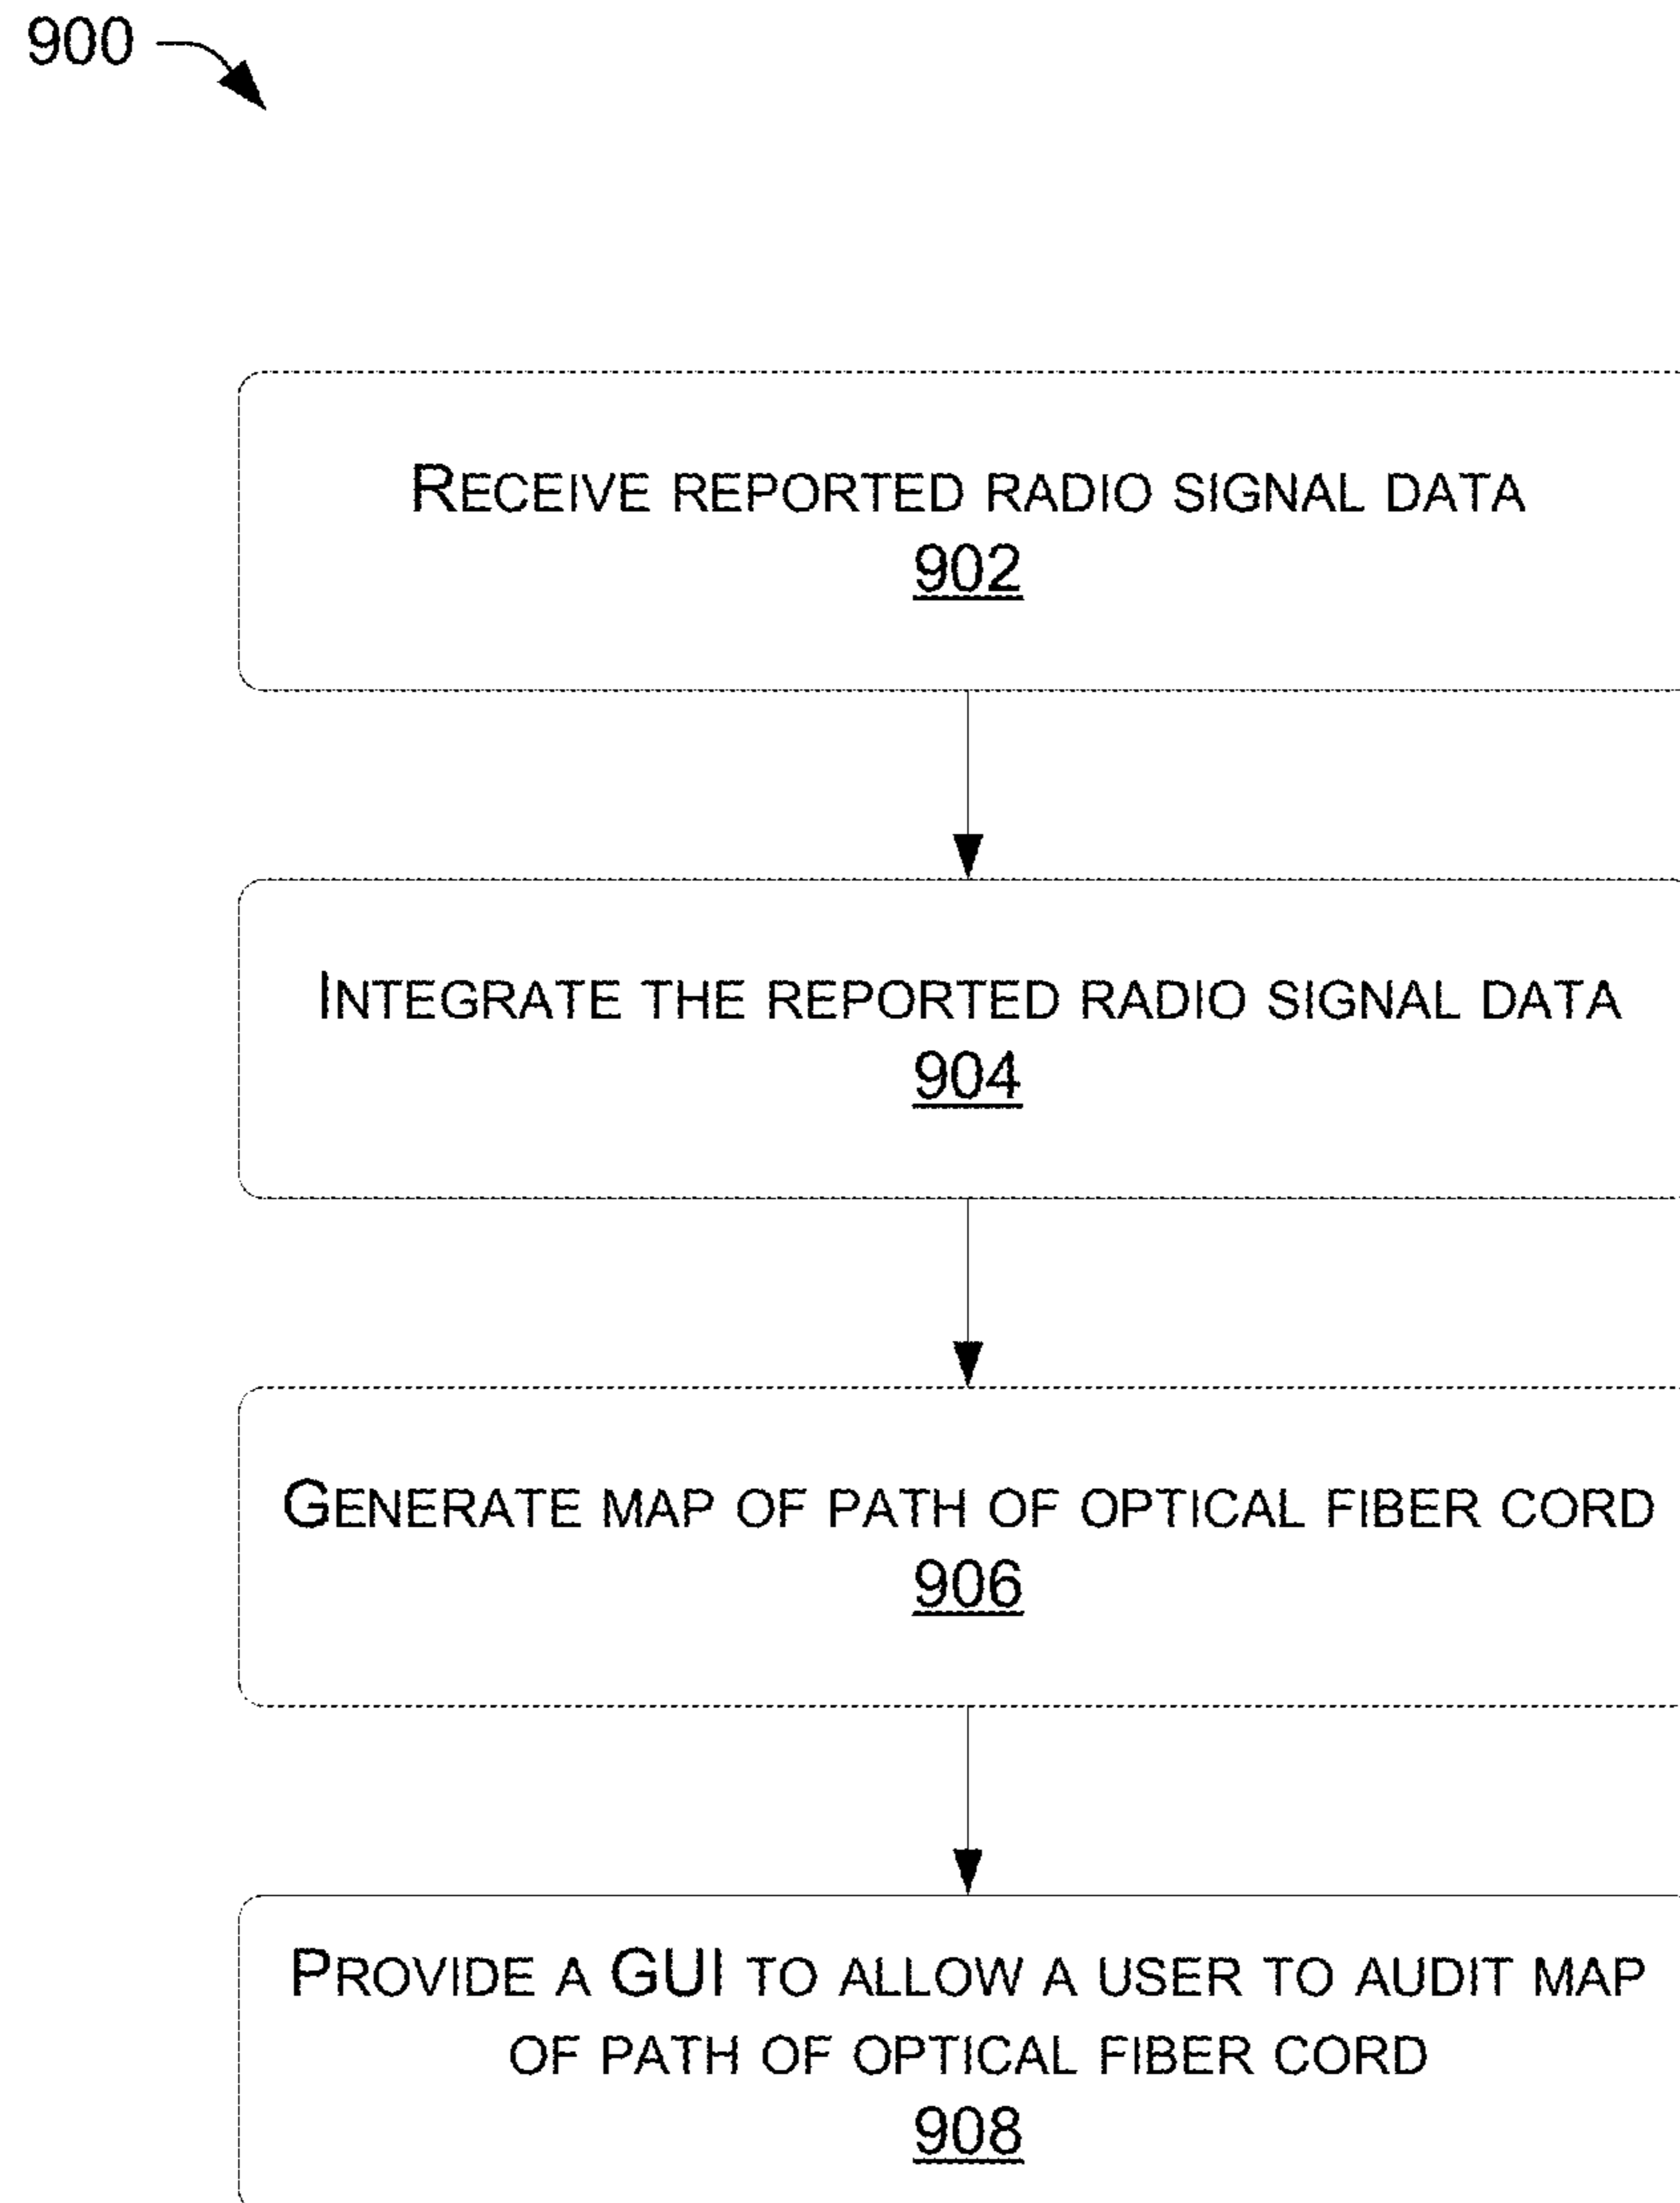 900
RECEIVE REPORTED RADIO SIGNAL DATA
902
INTEGRATE THE REPORTED RADIO SIGNAL DATA
904
GENERATE MAP OF PATH OF OPTICAL FIBER CORD
906
PROVIDE A GUI TO ALLOW A USER TO AUDIT MAP
OF PATH OF OPTICAL FIBER CORD
908